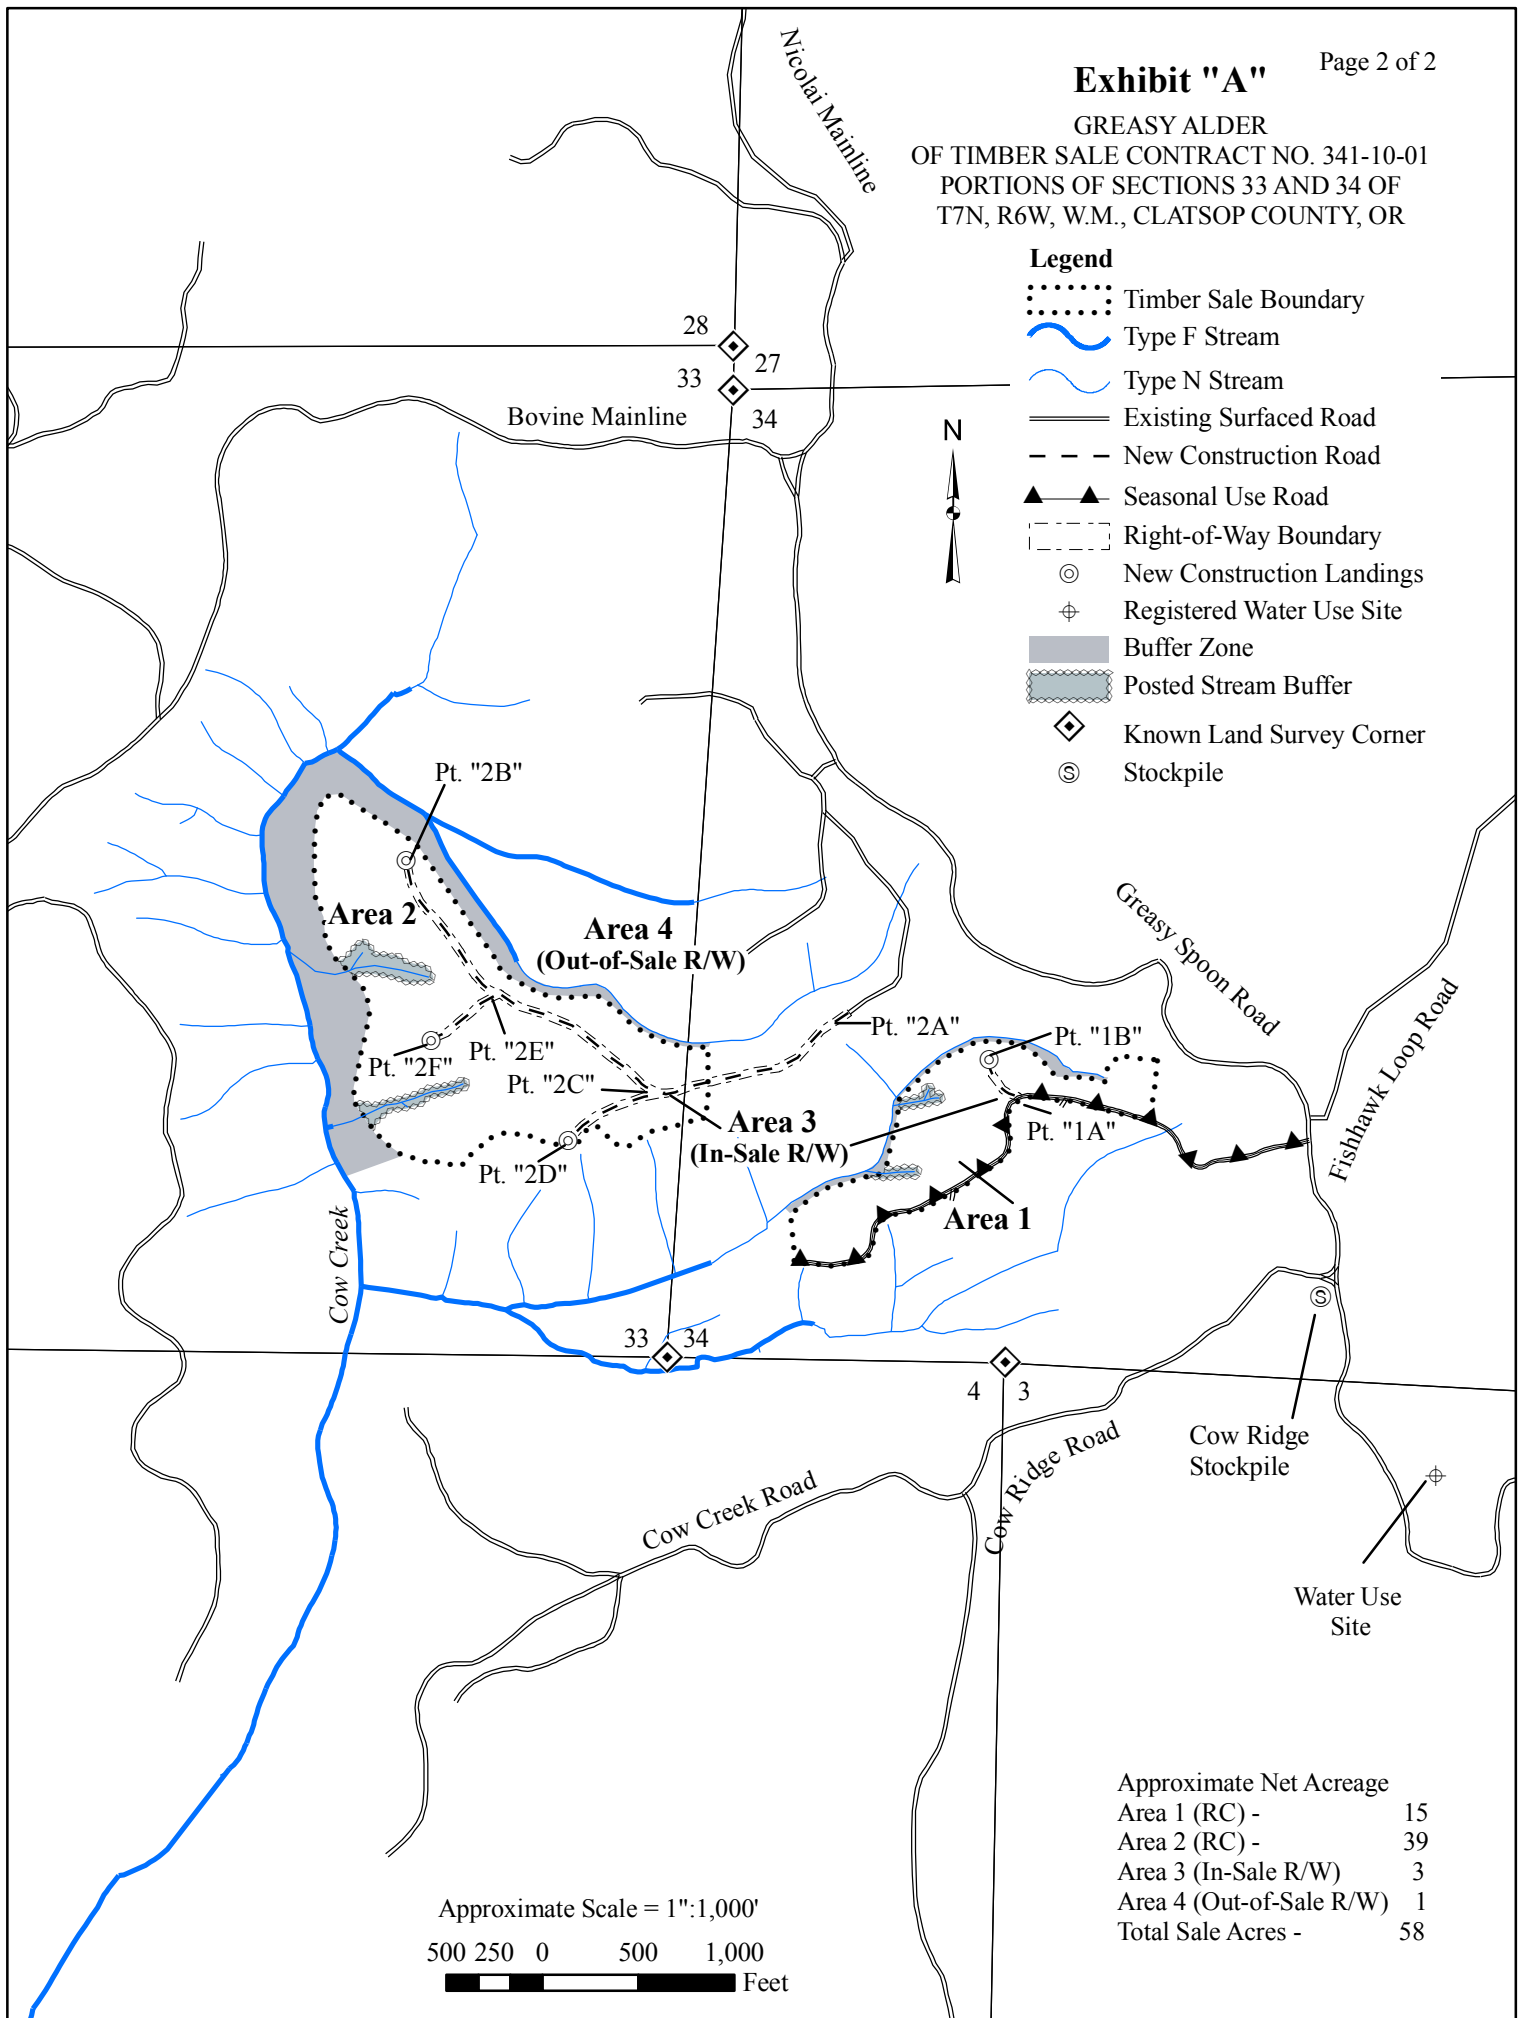 Page 2 of 2
Exhibit "A"
GREASY ALDER
OF TIMBER SALE CONTRACT NO. 341-10-01
PORTIONS OF SECTIONS 33 AND 34 OF
T7N, R6W, W.M., CLATSOP COUNTY, OR
Legend
Timber Sale Boundary
Type F Stream
Type N Stream
Existing Surfaced Road
New Construction Road
Seasonal Use Road
Right-of-Way Boundary
New Construction Landings
Registered Water Use Site
Buffer Zone
Posted Stream Buffer
Known Land Survey Corner
S Stockpile
N
Nicolai Mainline
28
27
33
34
Bovine Mainline
Pt. "2B"
Area 2
Area 4
(Out-of-Sale R/W)
Greasy Spoon Road
Fishhawk Loop Road
Pt. "2A"
Pt. "1B"
Pt. "2F"
Pt. "2E"
Pt. "2C"
Area 3
(In-Sale R/W)
Pt. "1A"
Pt. "2D"
Area 1
Cow Creek
S
33 34
4 3
Cow Ridge
Stockpile
Cow Creek Road
Cow Ridge Road
Water Use
Site
Approximate Net Acreage
Area 1 (RC) - 15
Area 2 (RC) - 39
Area 3 (In-Sale R/W) 3
Area 4 (Out-of-Sale R/W) 1
Total Sale Acres - 58
Approximate Scale = 1":1,000'
500 250 0 500 1,000
Feet